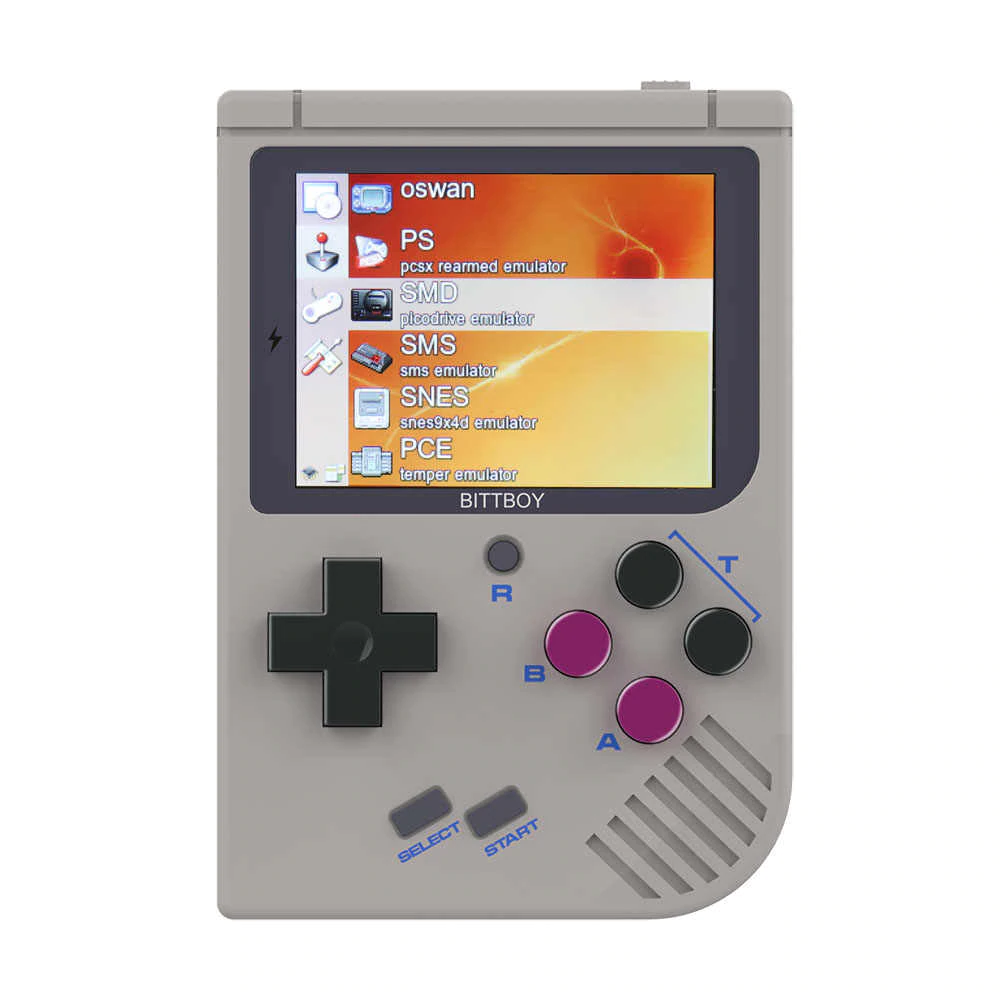 oswan
PS
pcsx rearmed emulator
SMD
picodrive emulator
SMS
sms emulator
SNES
snes9x4d emulator
PCE
temper emulator
BITTBOY
R
T
B
A
SELECT
START